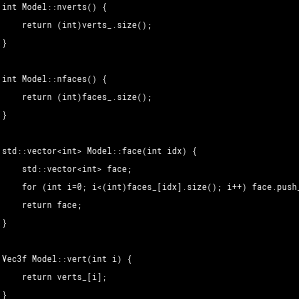 int Model::nverts() {
return (int)verts_.size();
}
int Model::nfaces() {
return (int)faces_.size();
}
std::vector<int> Model::face(int idx) {
std::vector<int> face;
for (int i=0; i<(int)faces_[idx].size(); i++) face.push_
return face;
}
Vec3f Model::vert(int i) {
return verts_[i];
}